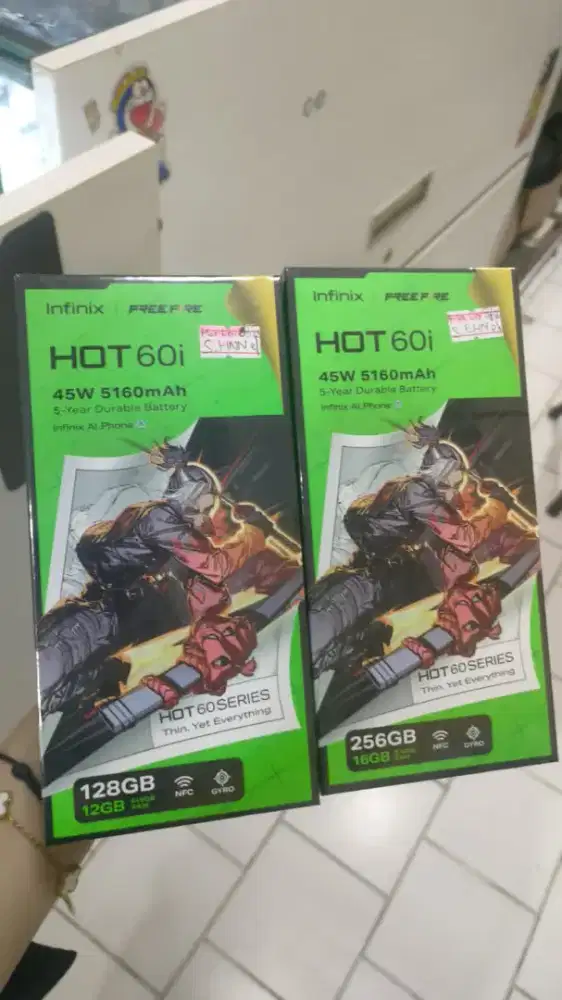 Infinix | FREE FIRE
HOT 60i
45W 5160mAh
5-Year Durable Battery
Infinix AI Phone
HOT 60 SERIES
Thin, Yet Everything
128GB
12GB
NFC
GYRO
Infinix | FREE FIRE
HOT 60i
45W 5160mAh
5-Year Durable Battery
Infinix AI Phone
HOT 60 SERIES
Thin, Yet Everything
256GB
16GB
NFC
GYRO